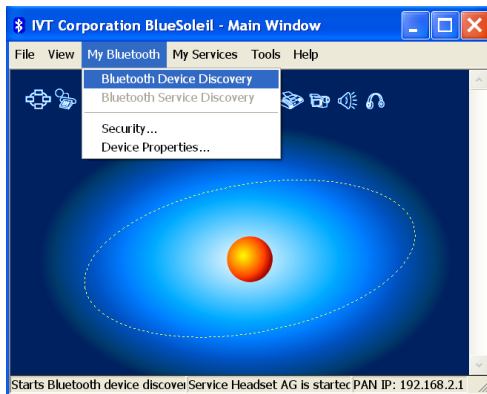 IVT Corporation BlueSoleil - Main Window
File View My Bluetooth My Services Tools Help
Bluetooth Device Discovery
Bluetooth Service Discovery
Security...
Device Properties...
Starts Bluetooth device discover Service Headset AG is started PAN IP: 192.168.2.1